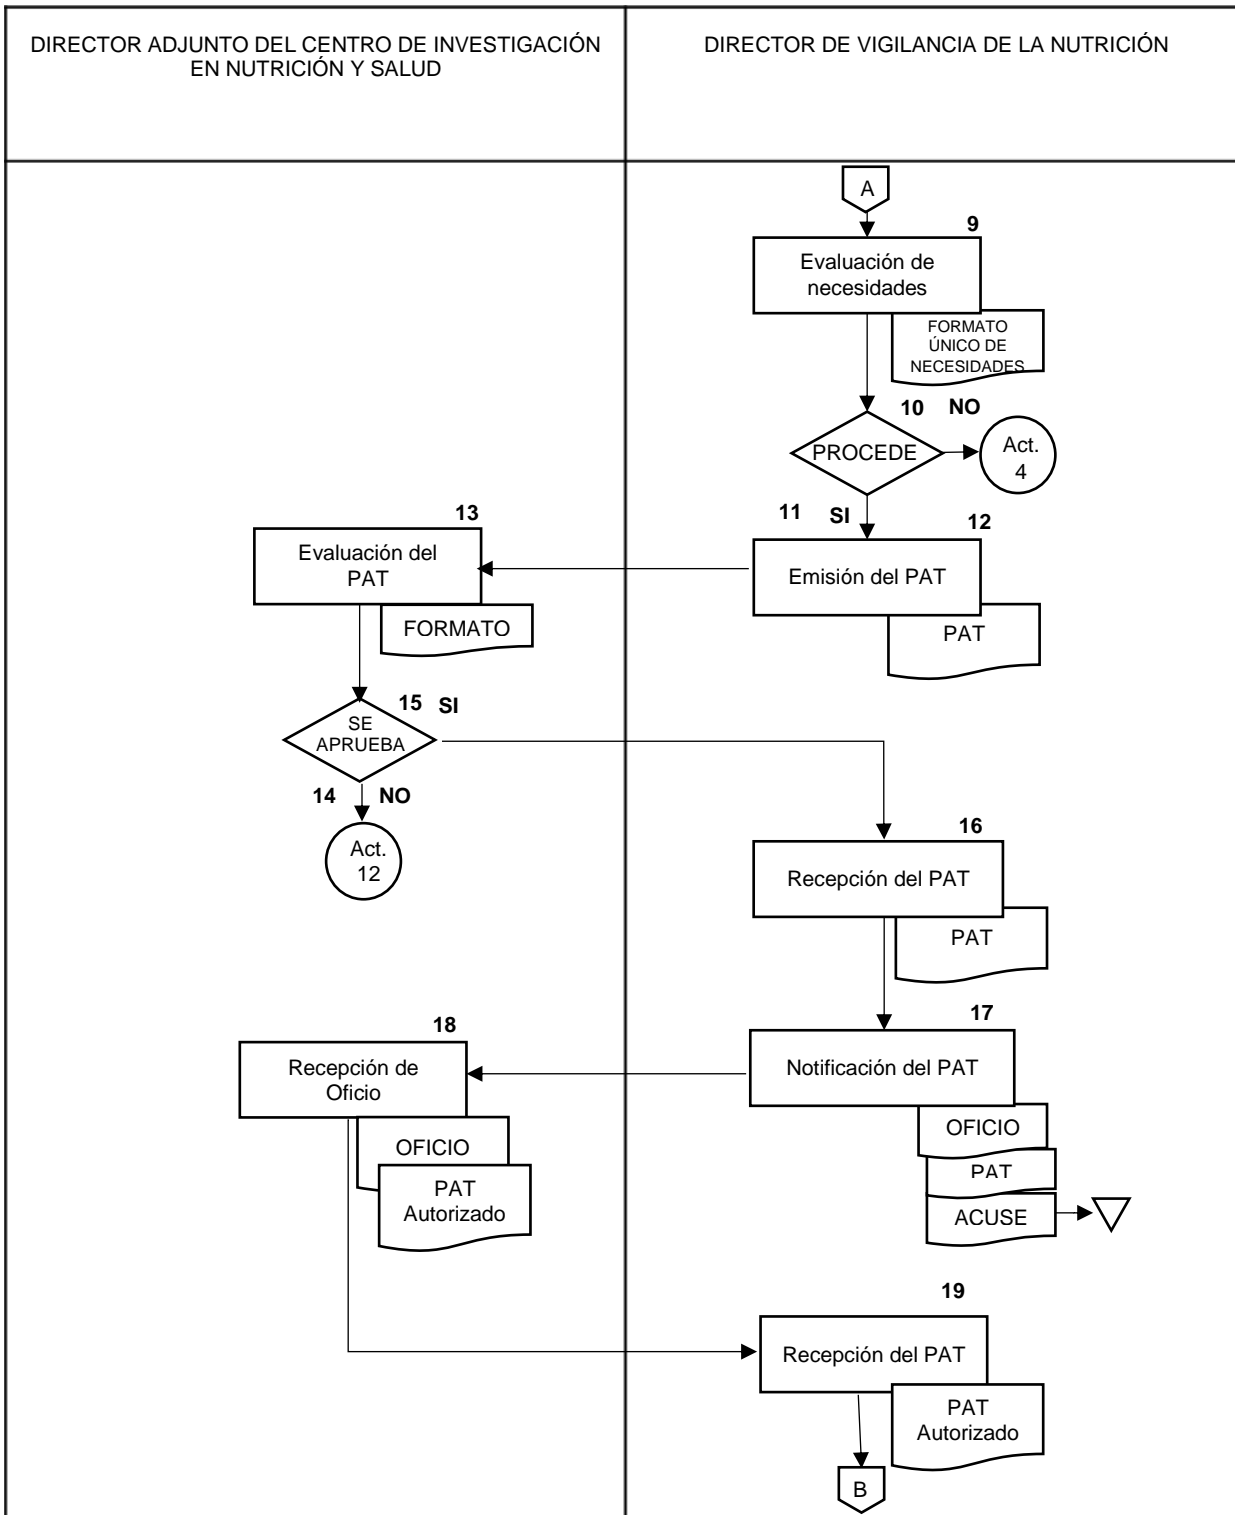 DIRECTOR ADJUNTO DEL CENTRO DE INVESTIGACIÓN
EN NUTRICIÓN Y SALUD
DIRECTOR DE VIGILANCIA DE LA NUTRICIÓN
A
9
Evaluación de
necesidades
FORMATO
ÚNICO DE
NECESIDADES
10 NO
PROCEDE
Act.
4
11 SI 12
Emisión del PAT
PAT
13
Evaluación del
PAT
FORMATO
15 SI
SE
APRUEBA
14 NO
Act.
12
16
Recepción del PAT
PAT
17
Notificación del PAT
OFICIO
PAT
ACUSE
18
Recepción de
Oficio
OFICIO
PAT
Autorizado
19
Recepción del PAT
PAT
Autorizado
B